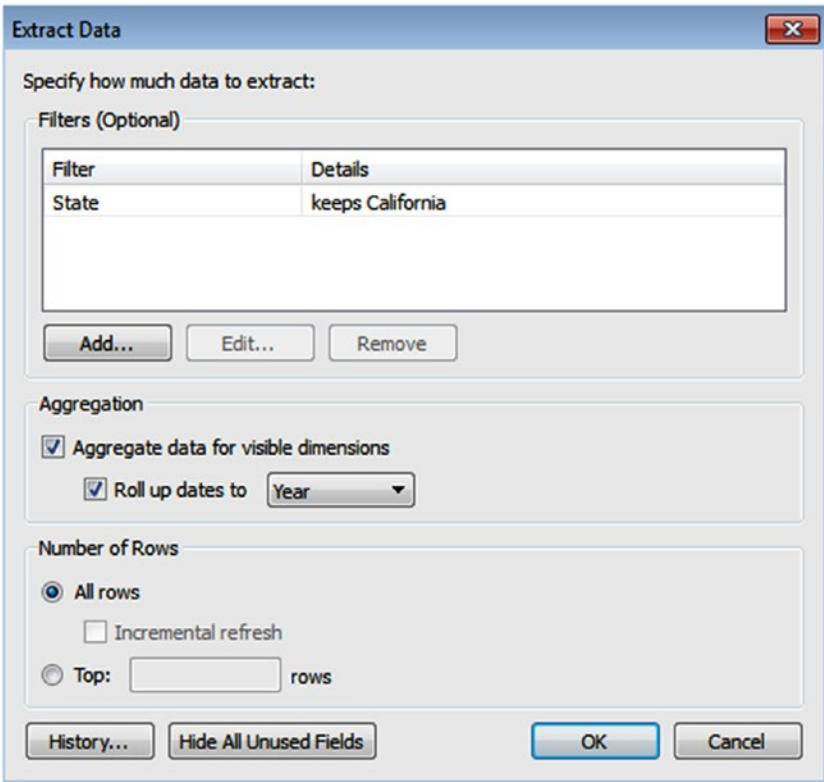 Extract Data
Specify how much data to extract:
Filters (Optional)
Filter Details
State keeps California
Add... Edit... Remove
Aggregation
Aggregate data for visible dimensions
Roll up dates to Year
Number of Rows
All rows
Incremental refresh
Top: rows
History... Hide All Unused Fields OK Cancel